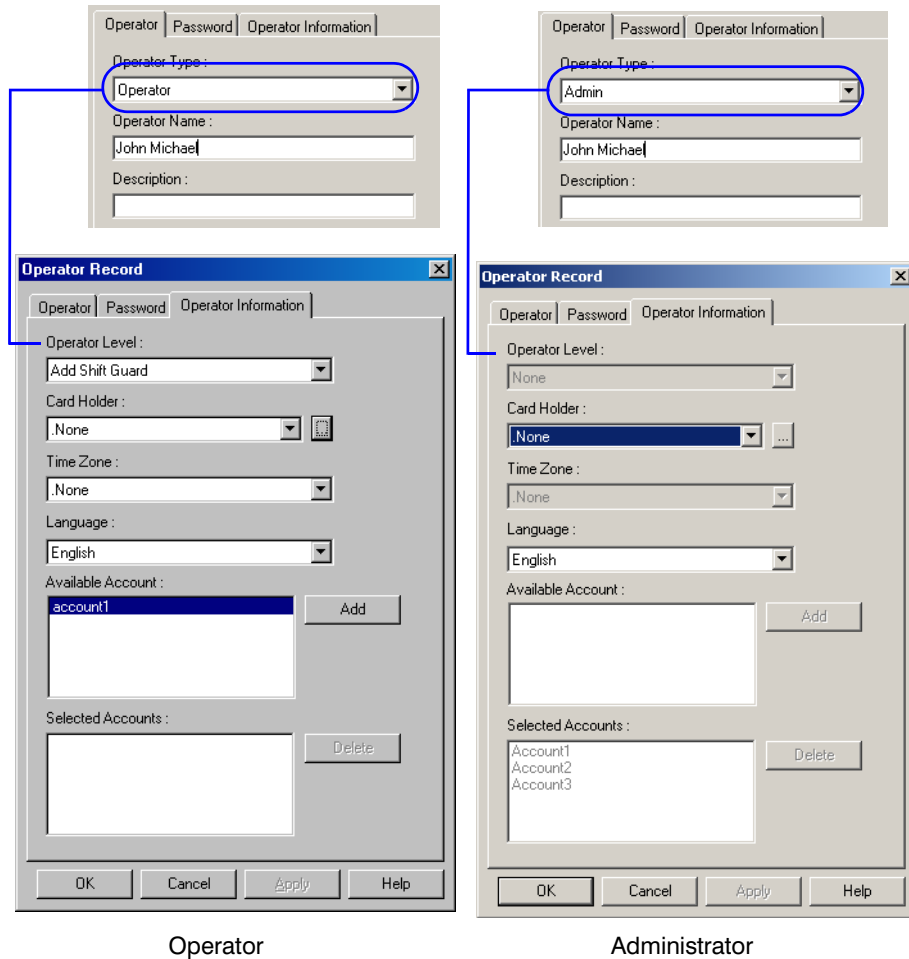 Operator Password Operator Information
Operator Type :
Operator
Operator Name :
John Michael
Description :
Operator Record
Operator Password Operator Information
Operator Level :
Add Shift Guard
Card Holder :
.None
Time Zone :
.None
Language :
English
Available Account :
account1
Add
Selected Accounts :
Delete
OK Cancel Apply Help
Operator
Operator Password Operator Information
Operator Type :
Admin
Operator Name :
John Michael
Description :
Operator Record
Operator Password Operator Information
Operator Level :
None
Card Holder :
.None
...
Time Zone :
.None
Language :
English
Available Account :
Add
Selected Accounts :
Account1
Account2
Account3
Delete
OK Cancel Apply Help
Administrator